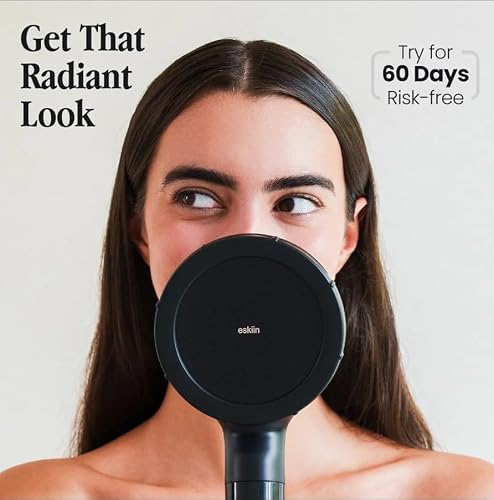 Get That
Radiant
Look
Try for
60 Days
Risk-free
eskiin